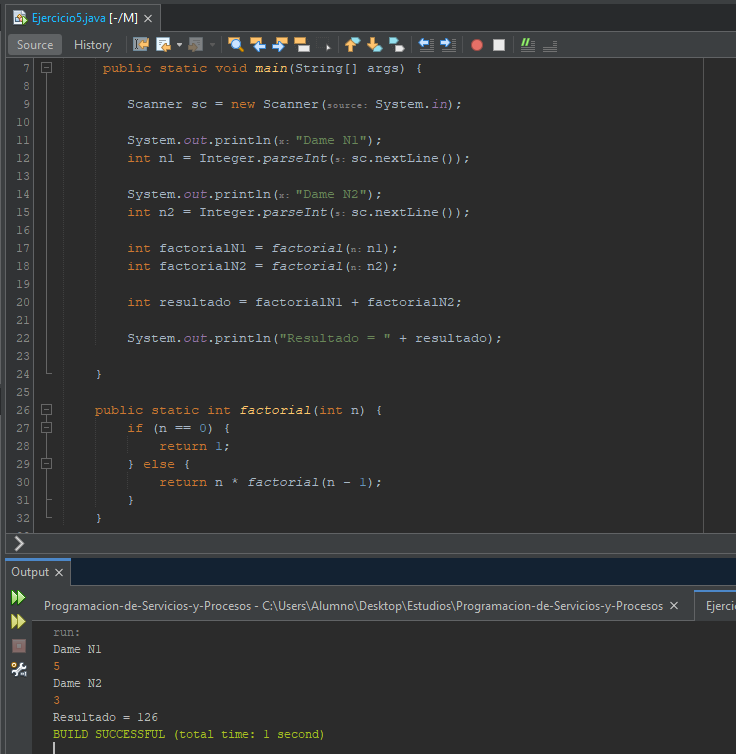 Ejercicio5.java [-/M] ×
Source History
7 public static void main(String[] args) {
8
9 Scanner sc = new Scanner(source: System.in);
10
11 System.out.println(x: "Dame N1");
12 int n1 = Integer.parseInt(s: sc.nextLine());
13
14 System.out.println(x: "Dame N2");
15 int n2 = Integer.parseInt(s: sc.nextLine());
16
17 int factorialN1 = factorial(n: n1);
18 int factorialN2 = factorial(n: n2);
19
20 int resultado = factorialN1 + factorialN2;
21
22 System.out.println("Resultado = " + resultado);
23
24 }
25
26 public static int factorial(int n) {
27 if (n == 0) {
28 return 1;
29 } else {
30 return n * factorial(n - 1);
31 }
32 }
Output ×
Programacion-de-Servicios-y-Procesos - C:\Users\Alumno\Desktop\Estudios\Programacion-de-Servicios-y-Procesos × Ejercic
run:
Dame N1
5
Dame N2
3
Resultado = 126
BUILD SUCCESSFUL (total time: 1 second)